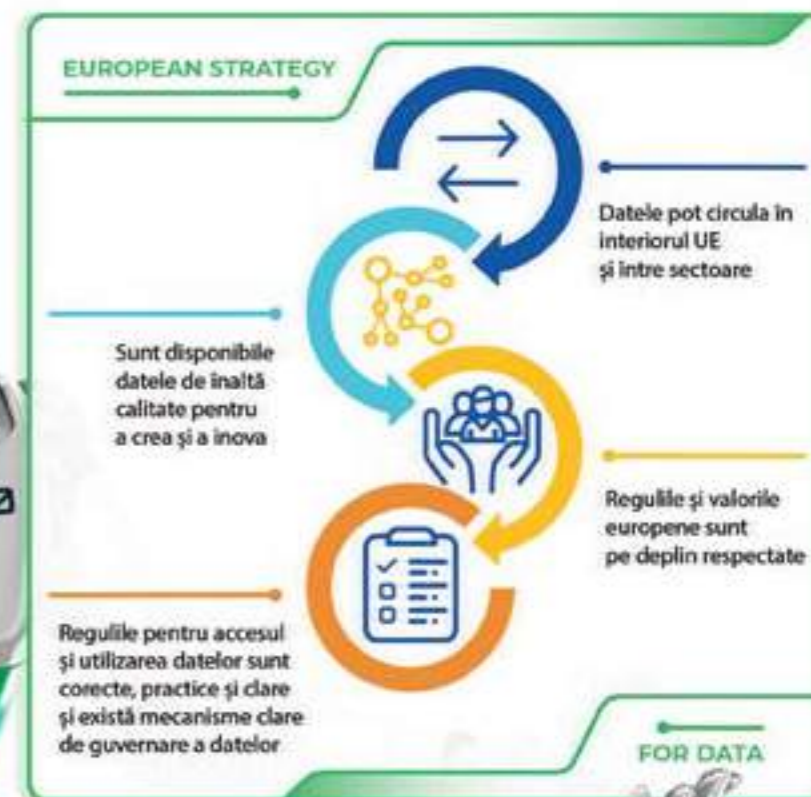 EUROPEAN STRATEGY
Datele pot circula în
interiorul UE
și între sectoare
Sunt disponibile
datele de înaltă
calitate pentru
a crea și a inova
Regulile și valorile
europene sunt
pe deplin respectate
Regulile pentru accesul
și utilizarea datelor sunt
corecte, practice și clare
și există mecanisme clare
de guvernare a datelor
FOR DATA